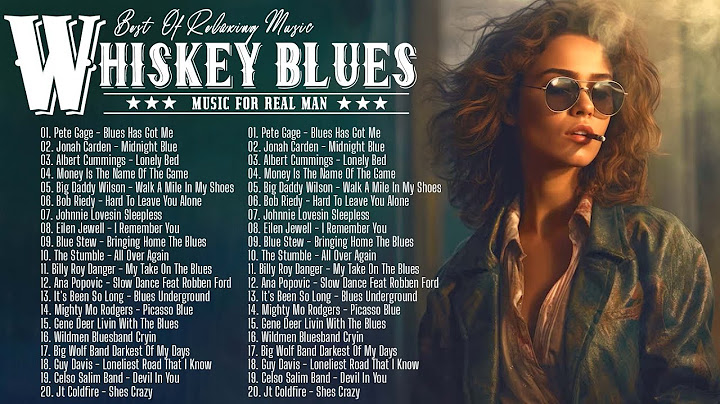 Best Of Relaxing Music
WHISKEY BLUES
MUSIC FOR REAL MAN
01. Pete Gage - Blues Has Got Me
02. Jonah Carden - Midnight Blue
03. Albert Cummings - Lonely Bed
04. Money Is The Name Of The Game
05. Big Daddy Wilson - Walk A Mile In My Shoes
06. Bob Riedy - Hard To Leave You Alone
07. Johnnie Lovesin Sleepless
08. Eilen Jewell - I Remember You
09. Blue Stew - Bringing Home The Blues
10. The Stumble - All Over Again
11. Billy Roy Danger - My Take On The Blues
12. Ana Popovic - Slow Dance Feat Robben Ford
13. It's Been So Long - Blues Underground
14. Mighty Mo Rodgers - Picasso Blue
15. Gene Deer Livin With The Blues
16. Wildmen Bluesband Cryin
17. Big Wolf Band Darkest Of My Days
18. Guy Davis - Loneliest Road That I Know
19. Celso Salim Band - Devil In You
20. Jt Coldfire - Shes Crazy
01. Pete Gage - Blues Has Got Me
02. Jonah Carden - Midnight Blue
03. Albert Cummings - Lonely Bed
04. Money Is The Name Of The Game
05. Big Daddy Wilson - Walk A Mile In My Shoes
06. Bob Riedy - Hard To Leave You Alone
07. Johnnie Lovesin Sleepless
08. Eilen Jewell - I Remember You
09. Blue Stew - Bringing Home The Blues
10. The Stumble - All Over Again
11. Billy Roy Danger - My Take On The Blues
12. Ana Popovic - Slow Dance Feat Robben Ford
13. It's Been So Long - Blues Underground
14. Mighty Mo Rodgers - Picasso Blue
15. Gene Deer Livin With The Blues
16. Wildmen Bluesband Cryin
17. Big Wolf Band Darkest Of My Days
18. Guy Davis - Loneliest Road That I Know
19. Celso Salim Band - Devil In You
20. Jt Coldfire - Shes Crazy